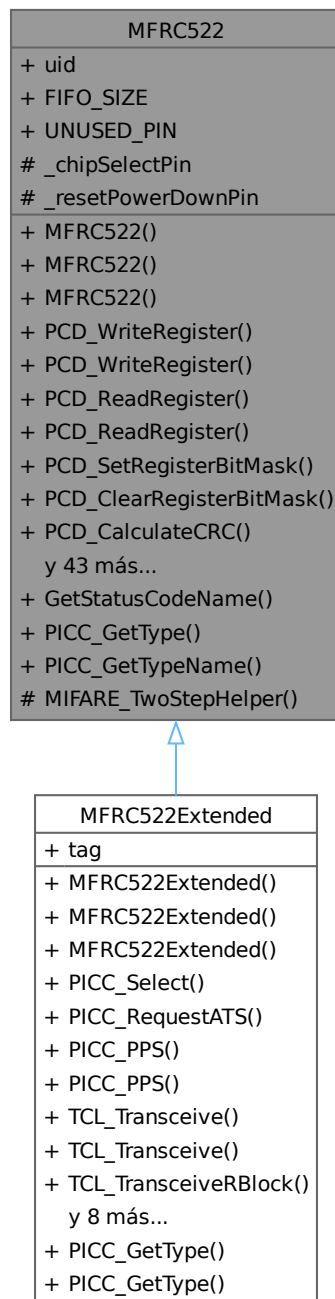 MFRC522
+ uid
+ FIFO_SIZE
+ UNUSED_PIN
# _chipSelectPin
# _resetPowerDownPin
+ MFRC522()
+ MFRC522()
+ MFRC522()
+ PCD_WriteRegister()
+ PCD_WriteRegister()
+ PCD_ReadRegister()
+ PCD_ReadRegister()
+ PCD_SetRegisterBitMask()
+ PCD_ClearRegisterBitMask()
+ PCD_CalculateCRC()
y 43 más...
+ GetStatusCodeName()
+ PICC_GetType()
+ PICC_GetTypeName()
# MIFARE_TwoStepHelper()
MFRC522Extended
+ tag
+ MFRC522Extended()
+ MFRC522Extended()
+ MFRC522Extended()
+ PICC_Select()
+ PICC_RequestATS()
+ PICC_PPS()
+ PICC_PPS()
+ TCL_Transceive()
+ TCL_Transceive()
+ TCL_TransceiveRBlock()
y 8 más...
+ PICC_GetType()
+ PICC_GetType()